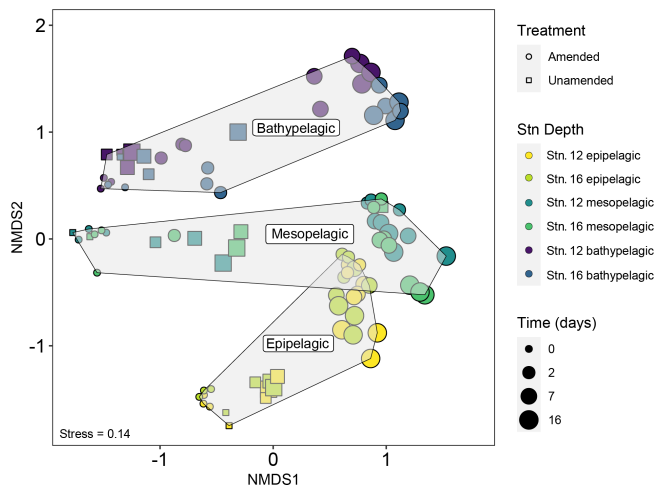 2
1
0
-1
-1
0
1
NMDS2
NMDS1
Bathypelagic
Mesopelagic
Epipelagic
Stress = 0.14
Treatment
Amended
Unamended
Stn Depth
Stn. 12 epipelagic
Stn. 16 epipelagic
Stn. 12 mesopelagic
Stn. 16 mesopelagic
Stn. 12 bathypelagic
Stn. 16 bathypelagic
Time (days)
0
2
7
16